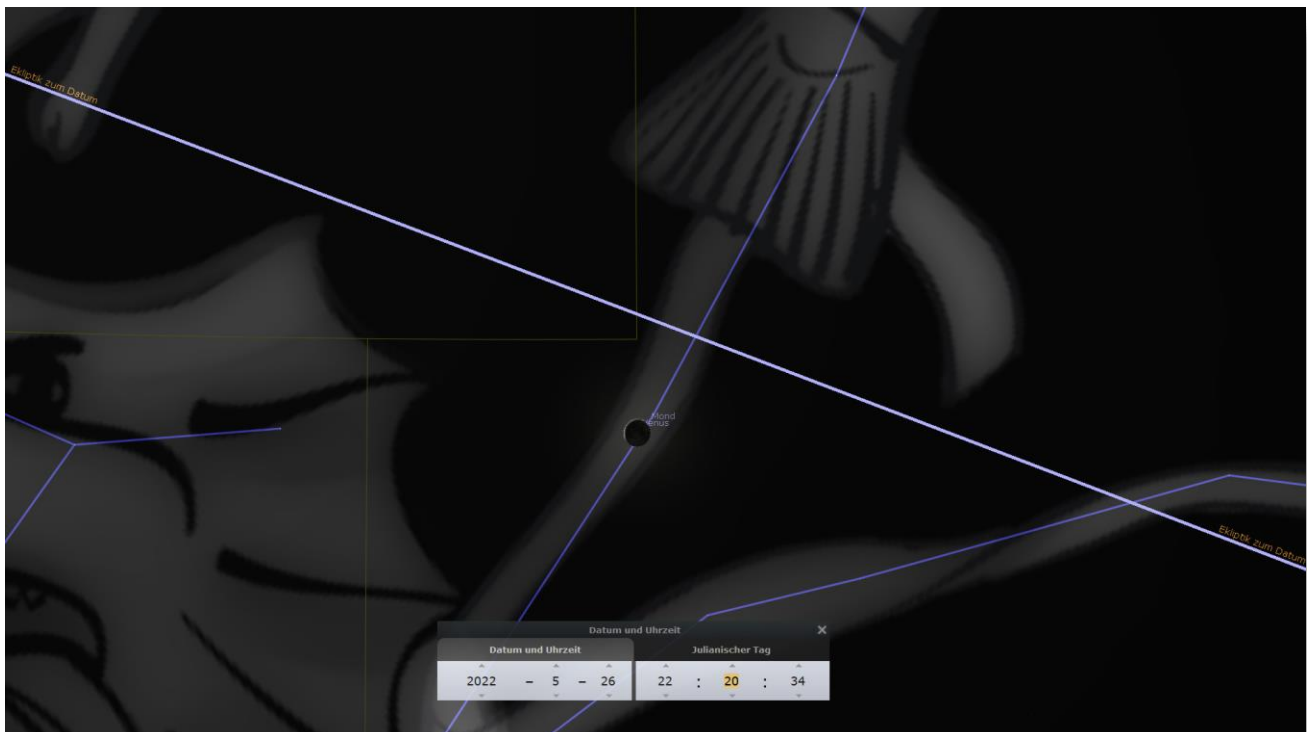 Ekliptik zum Datum
Mond
enus
Ekliptik zum Datum
Datum und Uhrzeit
Datum und Uhrzeit
Julianischer Tag
2022 – 5 – 26 22 : 20 : 34